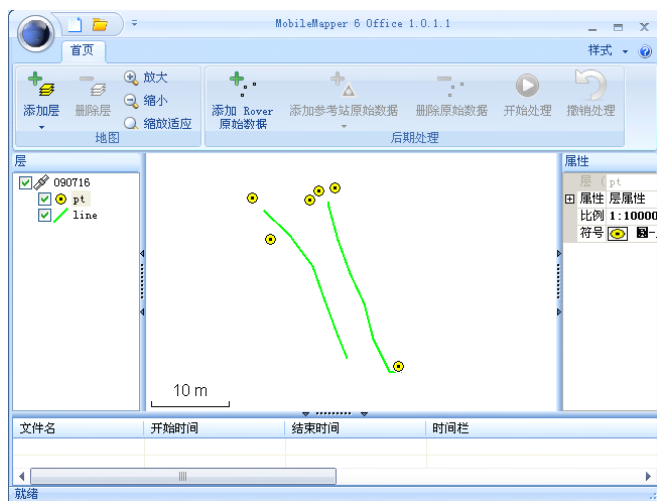 MobileMapper 6 Office 1.0.1.1
首页
样式
添加层
删除层
放大
缩小
缩放适应
地图
添加 Rover
原始数据
添加参考站原始数据
删除原始数据
开始处理
撤销处理
后期处理
层
090716
pt
line
10 m
属性
层 ( pt
属性 层属性
比例 1:10000
符号
文件名 开始时间 结束时间 时间栏
就绪